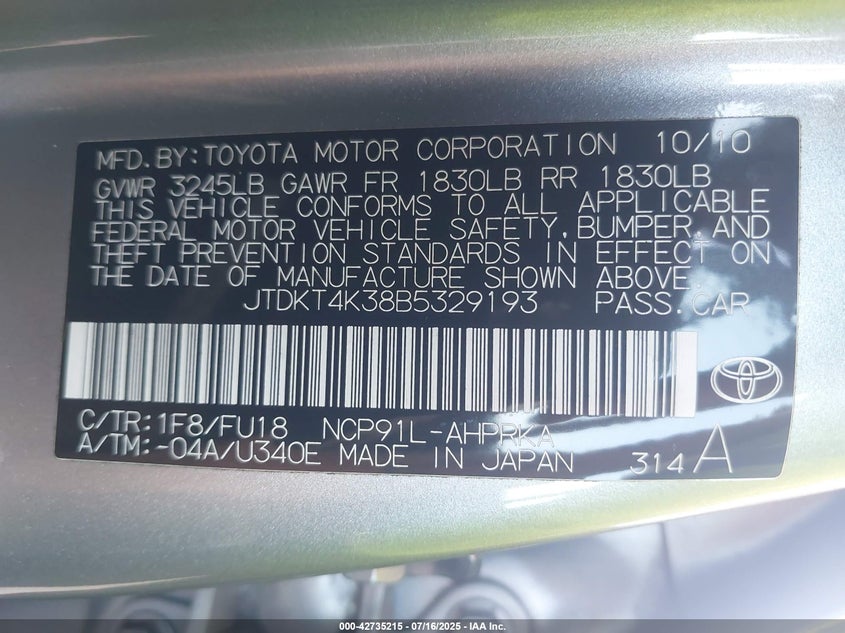 MFD. BY: TOYOTA MOTOR CORPORATION 10/10
GVWR 3245LB GAWR FR 1830LB RR 1830LB
THIS VEHICLE CONFORMS TO ALL APPLICABLE
FEDERAL MOTOR VEHICLE SAFETY, BUMPER, AND
THEFT PREVENTION STANDARDS IN EFFECT ON
THE DATE OF MANUFACTURE SHOWN ABOVE.
JTDKT4K38B5329193 PASS. CAR
C/TR: 1F8/FU18 NCP91L-AHPRKA
A/TM: -04A/U340E MADE IN JAPAN 314 A
000-42735215 - 07/16/2025 - IAA Inc.